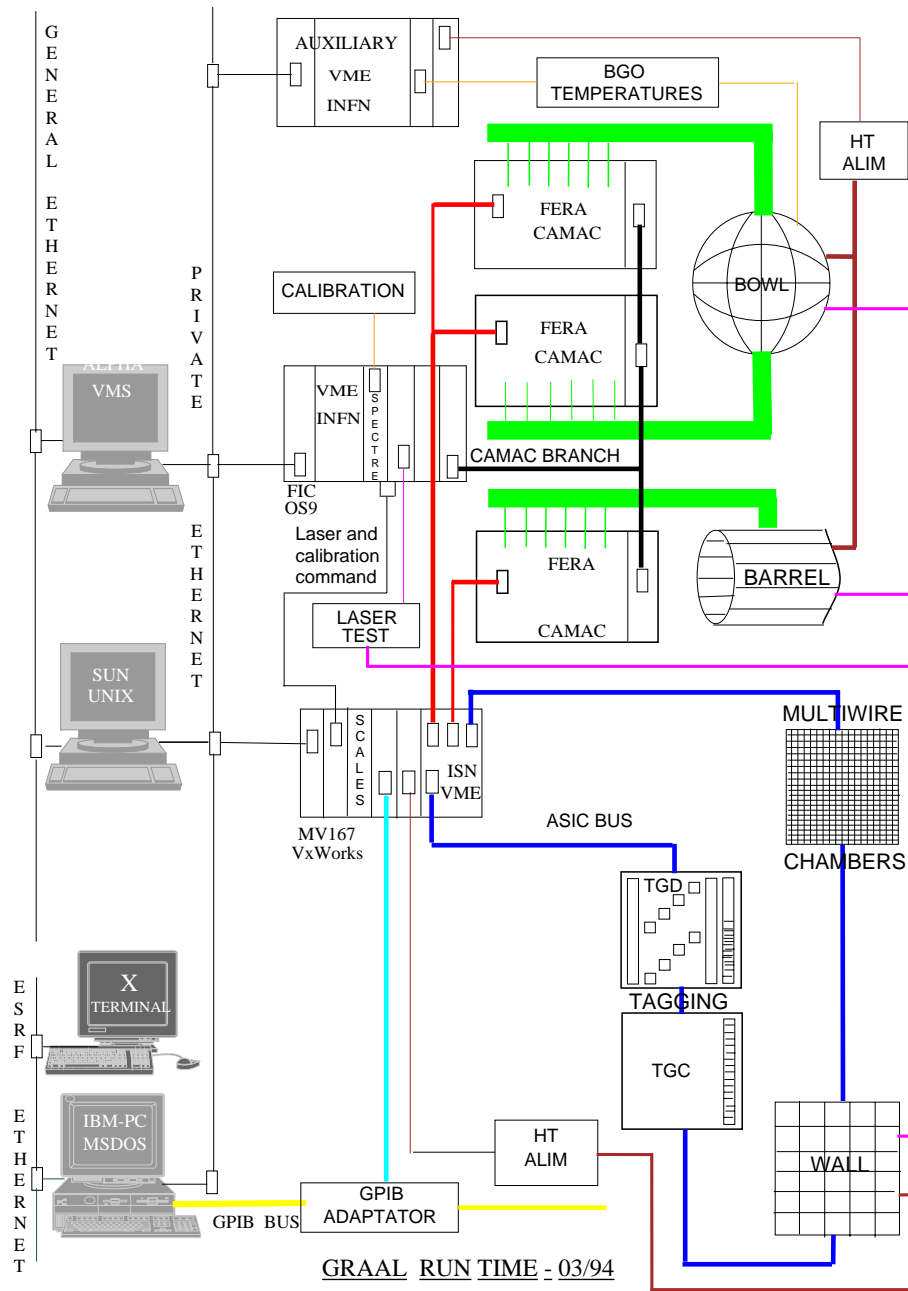 GENERAL ETHERNET
PRIVATE
ETHERNET
AUXILIARY
VME
INFN
BGO
TEMPERATURES
HT
ALIM
FERA
CAMAC
BOWL
CALIBRATION
FERA
CAMAC
ALPHA
VMS
VME
INFN
SPECTRE
CAMAC BRANCH
FIC
OS9
Laser and
calibration
command
FERA
CAMAC
BARREL
LASER
TEST
SUN
UNIX
SCALES
ISN
VME
MV167
VxWorks
MULTIWIRE
CHAMBERS
ASIC BUS
TGD
TAGGING
TGC
X
TERMINAL
ESRF
ETHERNET
IBM-PC
MSDOS
HT
ALIM
WALL
GPIB BUS
GPIB
ADAPTATOR
GRAAL RUN TIME - 03/94